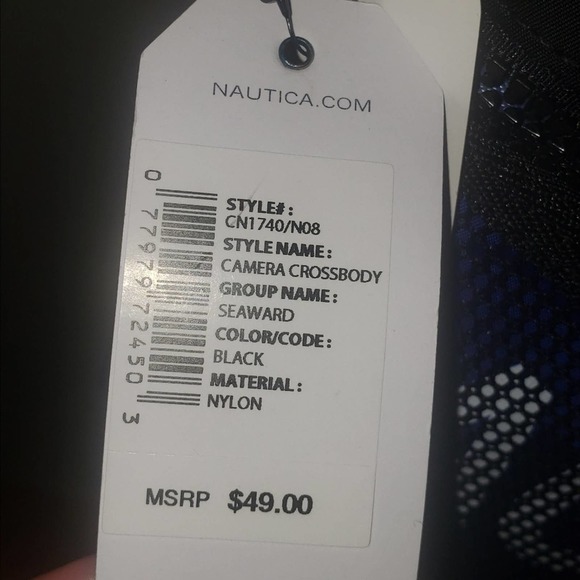 NAUTICA.COM
STYLE#:
CN1740/N08
STYLE NAME:
CAMERA CROSSBODY
GROUP NAME:
SEAWARD
COLOR/CODE:
BLACK
MATERIAL:
NYLON
0 77979 72450 3
MSRP $49.00